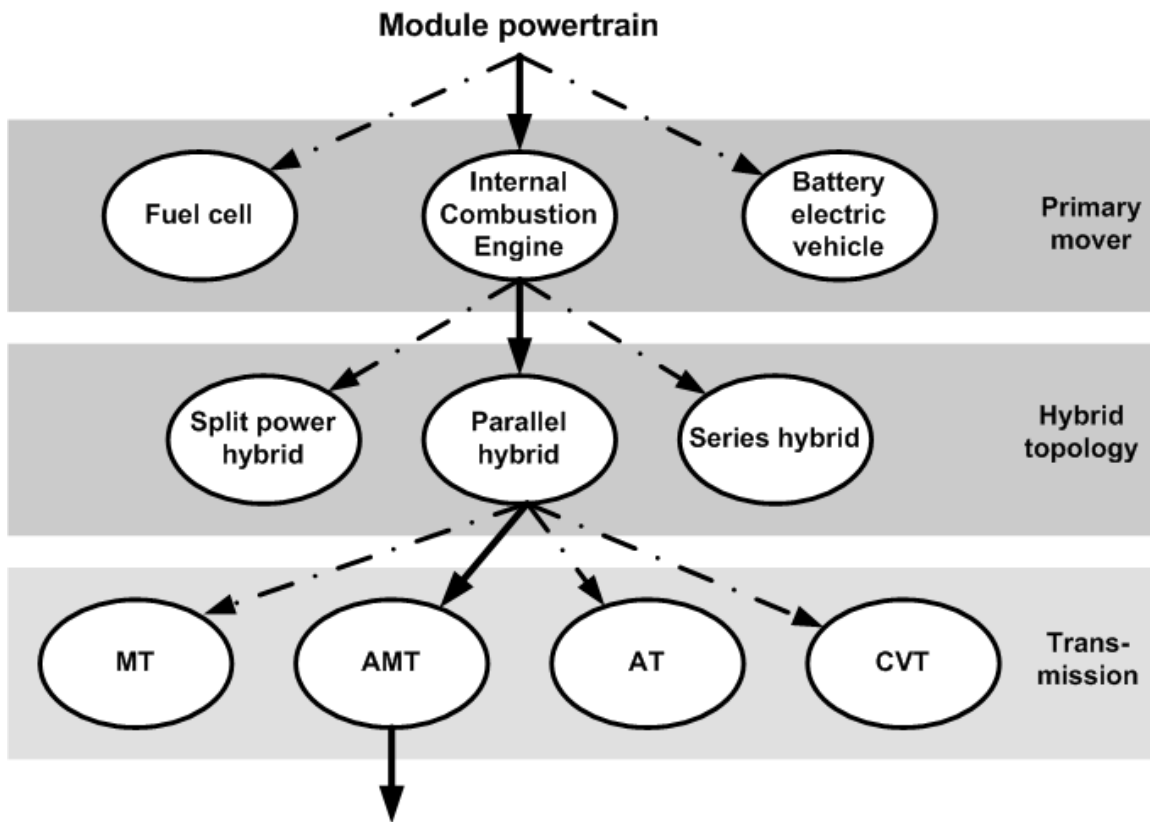 Module powertrain
Fuel cell
Internal
Combustion
Engine
Battery
electric
vehicle
Primary
mover
Split power
hybrid
Parallel
hybrid
Series hybrid
Hybrid
topology
MT
AMT
AT
CVT
Trans-
mission